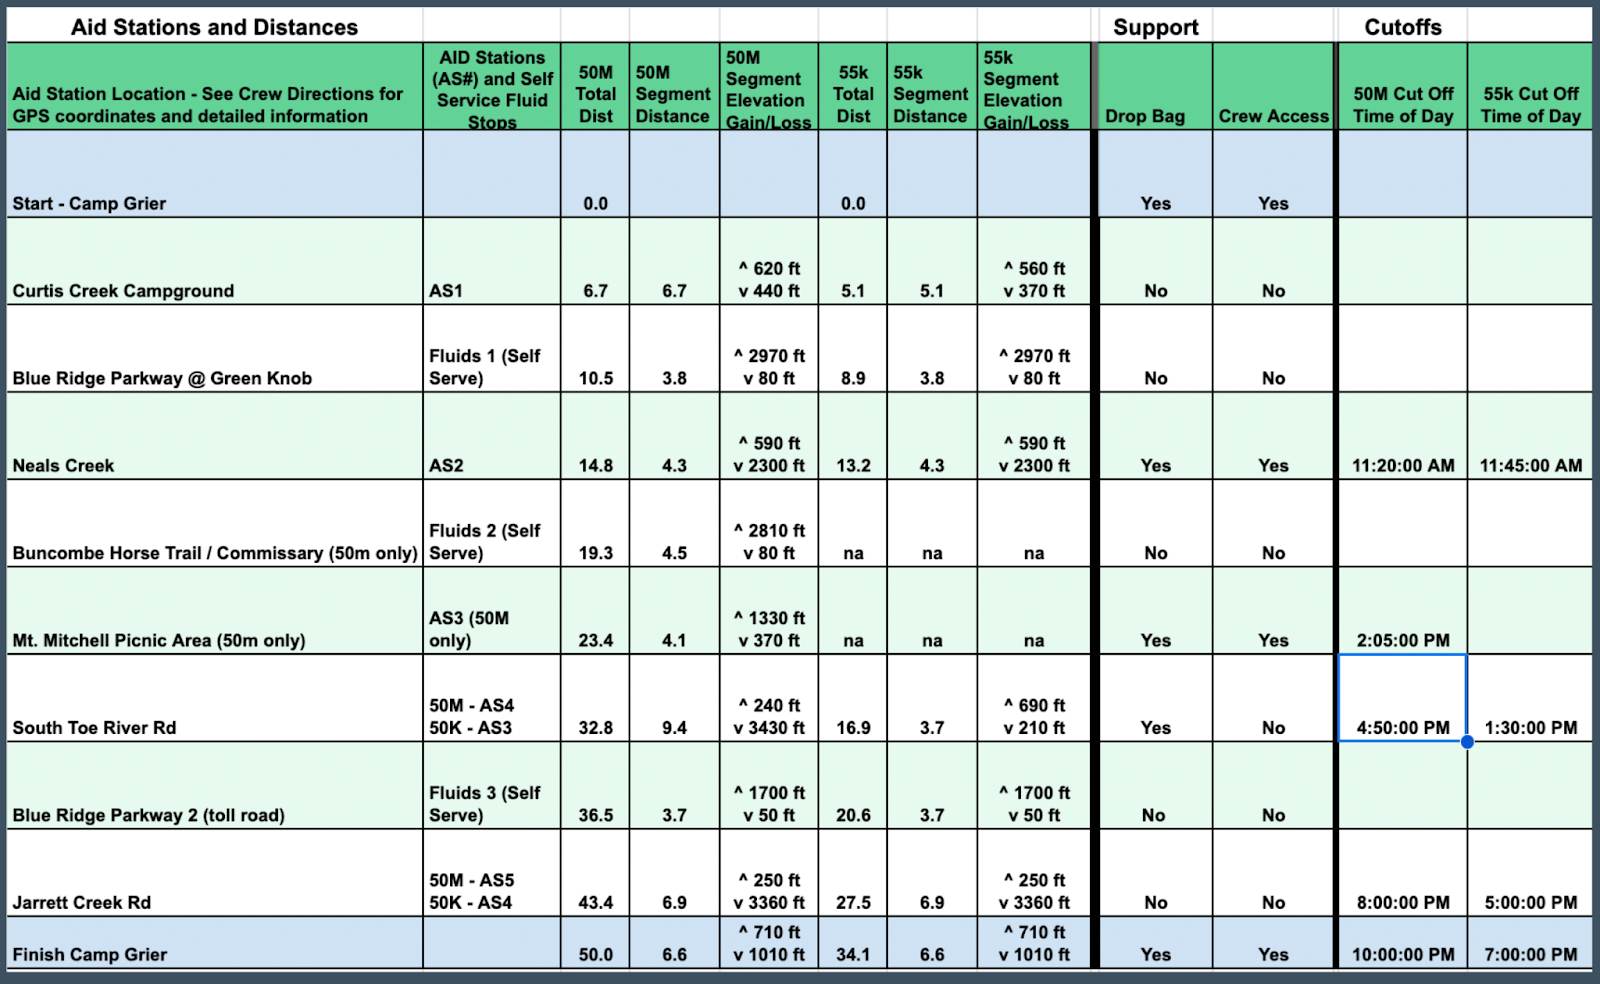 Aid Stations and Distances
Support
Cutoffs
Aid Station Location - See Crew Directions for
GPS coordinates and detailed information
AID Stations
(AS#) and Self
Service Fluid
Stops
50M
Total
Dist
50M
Segment
Distance
50M
Segment
Elevation
Gain/Loss
55k
Total
Dist
55k
Segment
Distance
55k
Segment
Elevation
Gain/Loss
Drop Bag
Crew Access
50M Cut Off
Time of Day
55k Cut Off
Time of Day
Start - Camp Grier
0.0
0.0
Yes
Yes
Curtis Creek Campground
AS1
6.7
6.7
^ 620 ft
v 440 ft
5.1
5.1
^ 560 ft
v 370 ft
No
No
Blue Ridge Parkway @ Green Knob
Fluids 1 (Self
Serve)
10.5
3.8
^ 2970 ft
v 80 ft
8.9
3.8
^ 2970 ft
v 80 ft
No
No
Neals Creek
AS2
14.8
4.3
^ 590 ft
v 2300 ft
13.2
4.3
^ 590 ft
v 2300 ft
Yes
Yes
11:20:00 AM
11:45:00 AM
Buncombe Horse Trail / Commissary (50m only)
Fluids 2 (Self
Serve)
19.3
4.5
^ 2810 ft
v 80 ft
na
na
na
No
No
Mt. Mitchell Picnic Area (50m only)
AS3 (50M
only)
23.4
4.1
^ 1330 ft
v 370 ft
na
na
na
Yes
Yes
2:05:00 PM
South Toe River Rd
50M - AS4
50K - AS3
32.8
9.4
^ 240 ft
v 3430 ft
16.9
3.7
^ 690 ft
v 210 ft
Yes
No
4:50:00 PM
1:30:00 PM
Blue Ridge Parkway 2 (toll road)
Fluids 3 (Self
Serve)
36.5
3.7
^ 1700 ft
v 50 ft
20.6
3.7
^ 1700 ft
v 50 ft
No
No
Jarrett Creek Rd
50M - AS5
50K - AS4
43.4
6.9
^ 250 ft
v 3360 ft
27.5
6.9
^ 250 ft
v 3360 ft
No
No
8:00:00 PM
5:00:00 PM
Finish Camp Grier
50.0
6.6
^ 710 ft
v 1010 ft
34.1
6.6
^ 710 ft
v 1010 ft
Yes
Yes
10:00:00 PM
7:00:00 PM